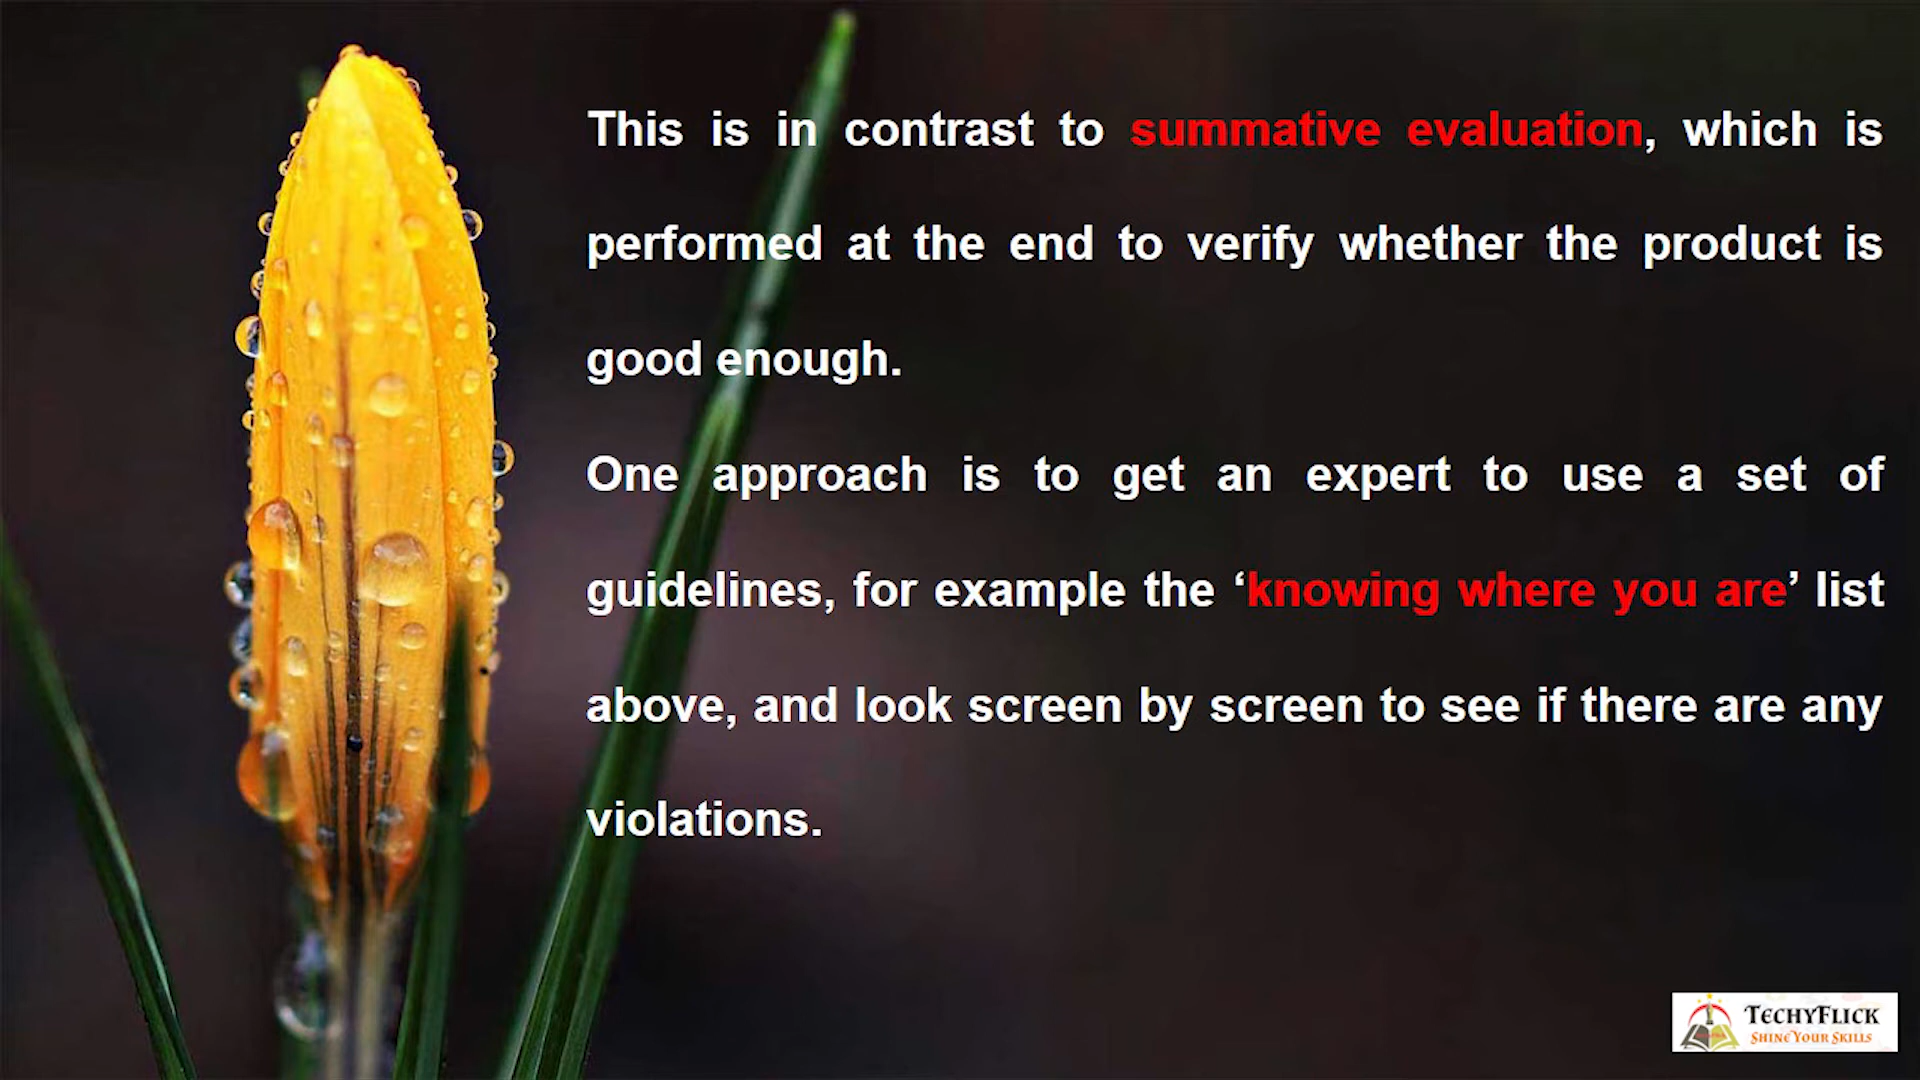 This is in contrast to summative evaluation, which is
performed at the end to verify whether the product is
good enough.
One approach is to get an expert to use a set of
guidelines, for example the ‘knowing where you are’ list
above, and look screen by screen to see if there are any
violations.
TECHYFLICK
SHINE YOUR SKILLS